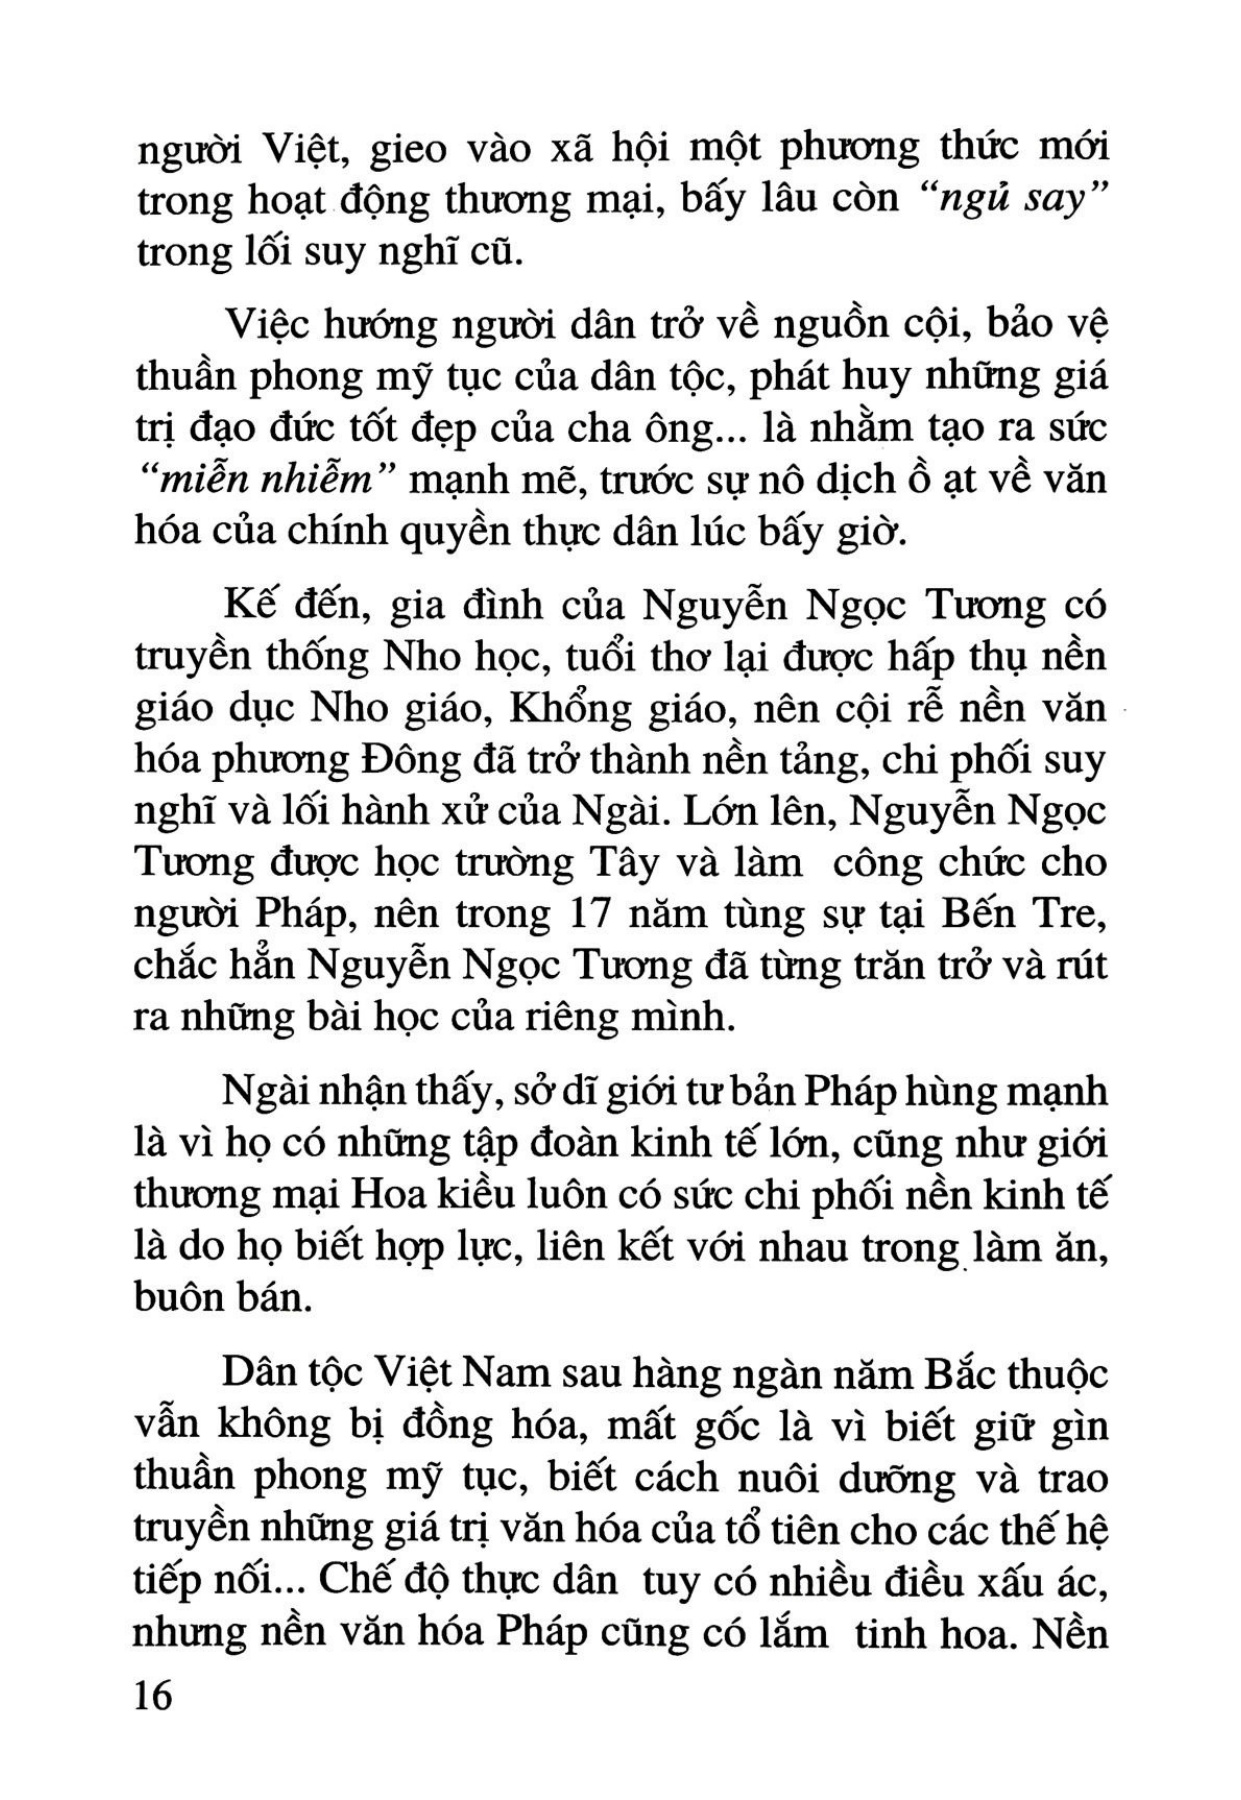 người Việt, gieo vào xã hội một phương thức mới
trong hoạt động thương mại, bấy lâu còn “ngủ say”
trong lối suy nghĩ cũ.
Việc hướng người dân trở về nguồn cội, bảo vệ
thuần phong mỹ tục của dân tộc, phát huy những giá
trị đạo đức tốt đẹp của cha ông... là nhằm tạo ra sức
“miễn nhiễm” mạnh mẽ, trước sự nô dịch ồ ạt về văn
hóa của chính quyền thực dân lúc bấy giờ.
Kế đến, gia đình của Nguyễn Ngọc Tương có
truyền thống Nho học, tuổi thơ lại được hấp thụ nền
giáo dục Nho giáo, Khổng giáo, nên cội rễ nền văn
hóa phương Đông đã trở thành nền tảng, chi phối suy
nghĩ và lối hành xử của Ngài. Lớn lên, Nguyễn Ngọc
Tương được học trường Tây và làm công chức cho
người Pháp, nên trong 17 năm tùng sự tại Bến Tre,
chắc hẳn Nguyễn Ngọc Tương đã từng trăn trở và rút
ra những bài học của riêng mình.
Ngài nhận thấy, sở dĩ giới tư bản Pháp hùng mạnh
là vì họ có những tập đoàn kinh tế lớn, cũng như giới
thương mại Hoa kiều luôn có sức chi phối nền kinh tế
là do họ biết hợp lực, liên kết với nhau trong làm ăn,
buôn bán.
Dân tộc Việt Nam sau hàng ngàn năm Bắc thuộc
vẫn không bị đồng hóa, mất gốc là vì biết giữ gìn
thuần phong mỹ tục, biết cách nuôi dưỡng và trao
truyền những giá trị văn hóa của tổ tiên cho các thế hệ
tiếp nối... Chế độ thực dân tuy có nhiều điều xấu ác,
nhưng nền văn hóa Pháp cũng có lắm tinh hoa. Nền
16